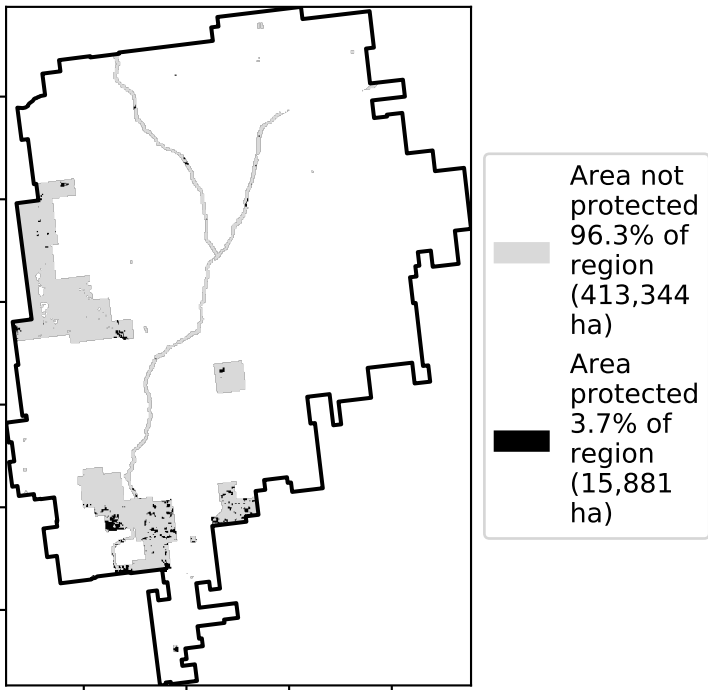 Area not
protected
96.3% of
region
(413,344
ha)
Area
protected
3.7% of
region
(15,881
ha)